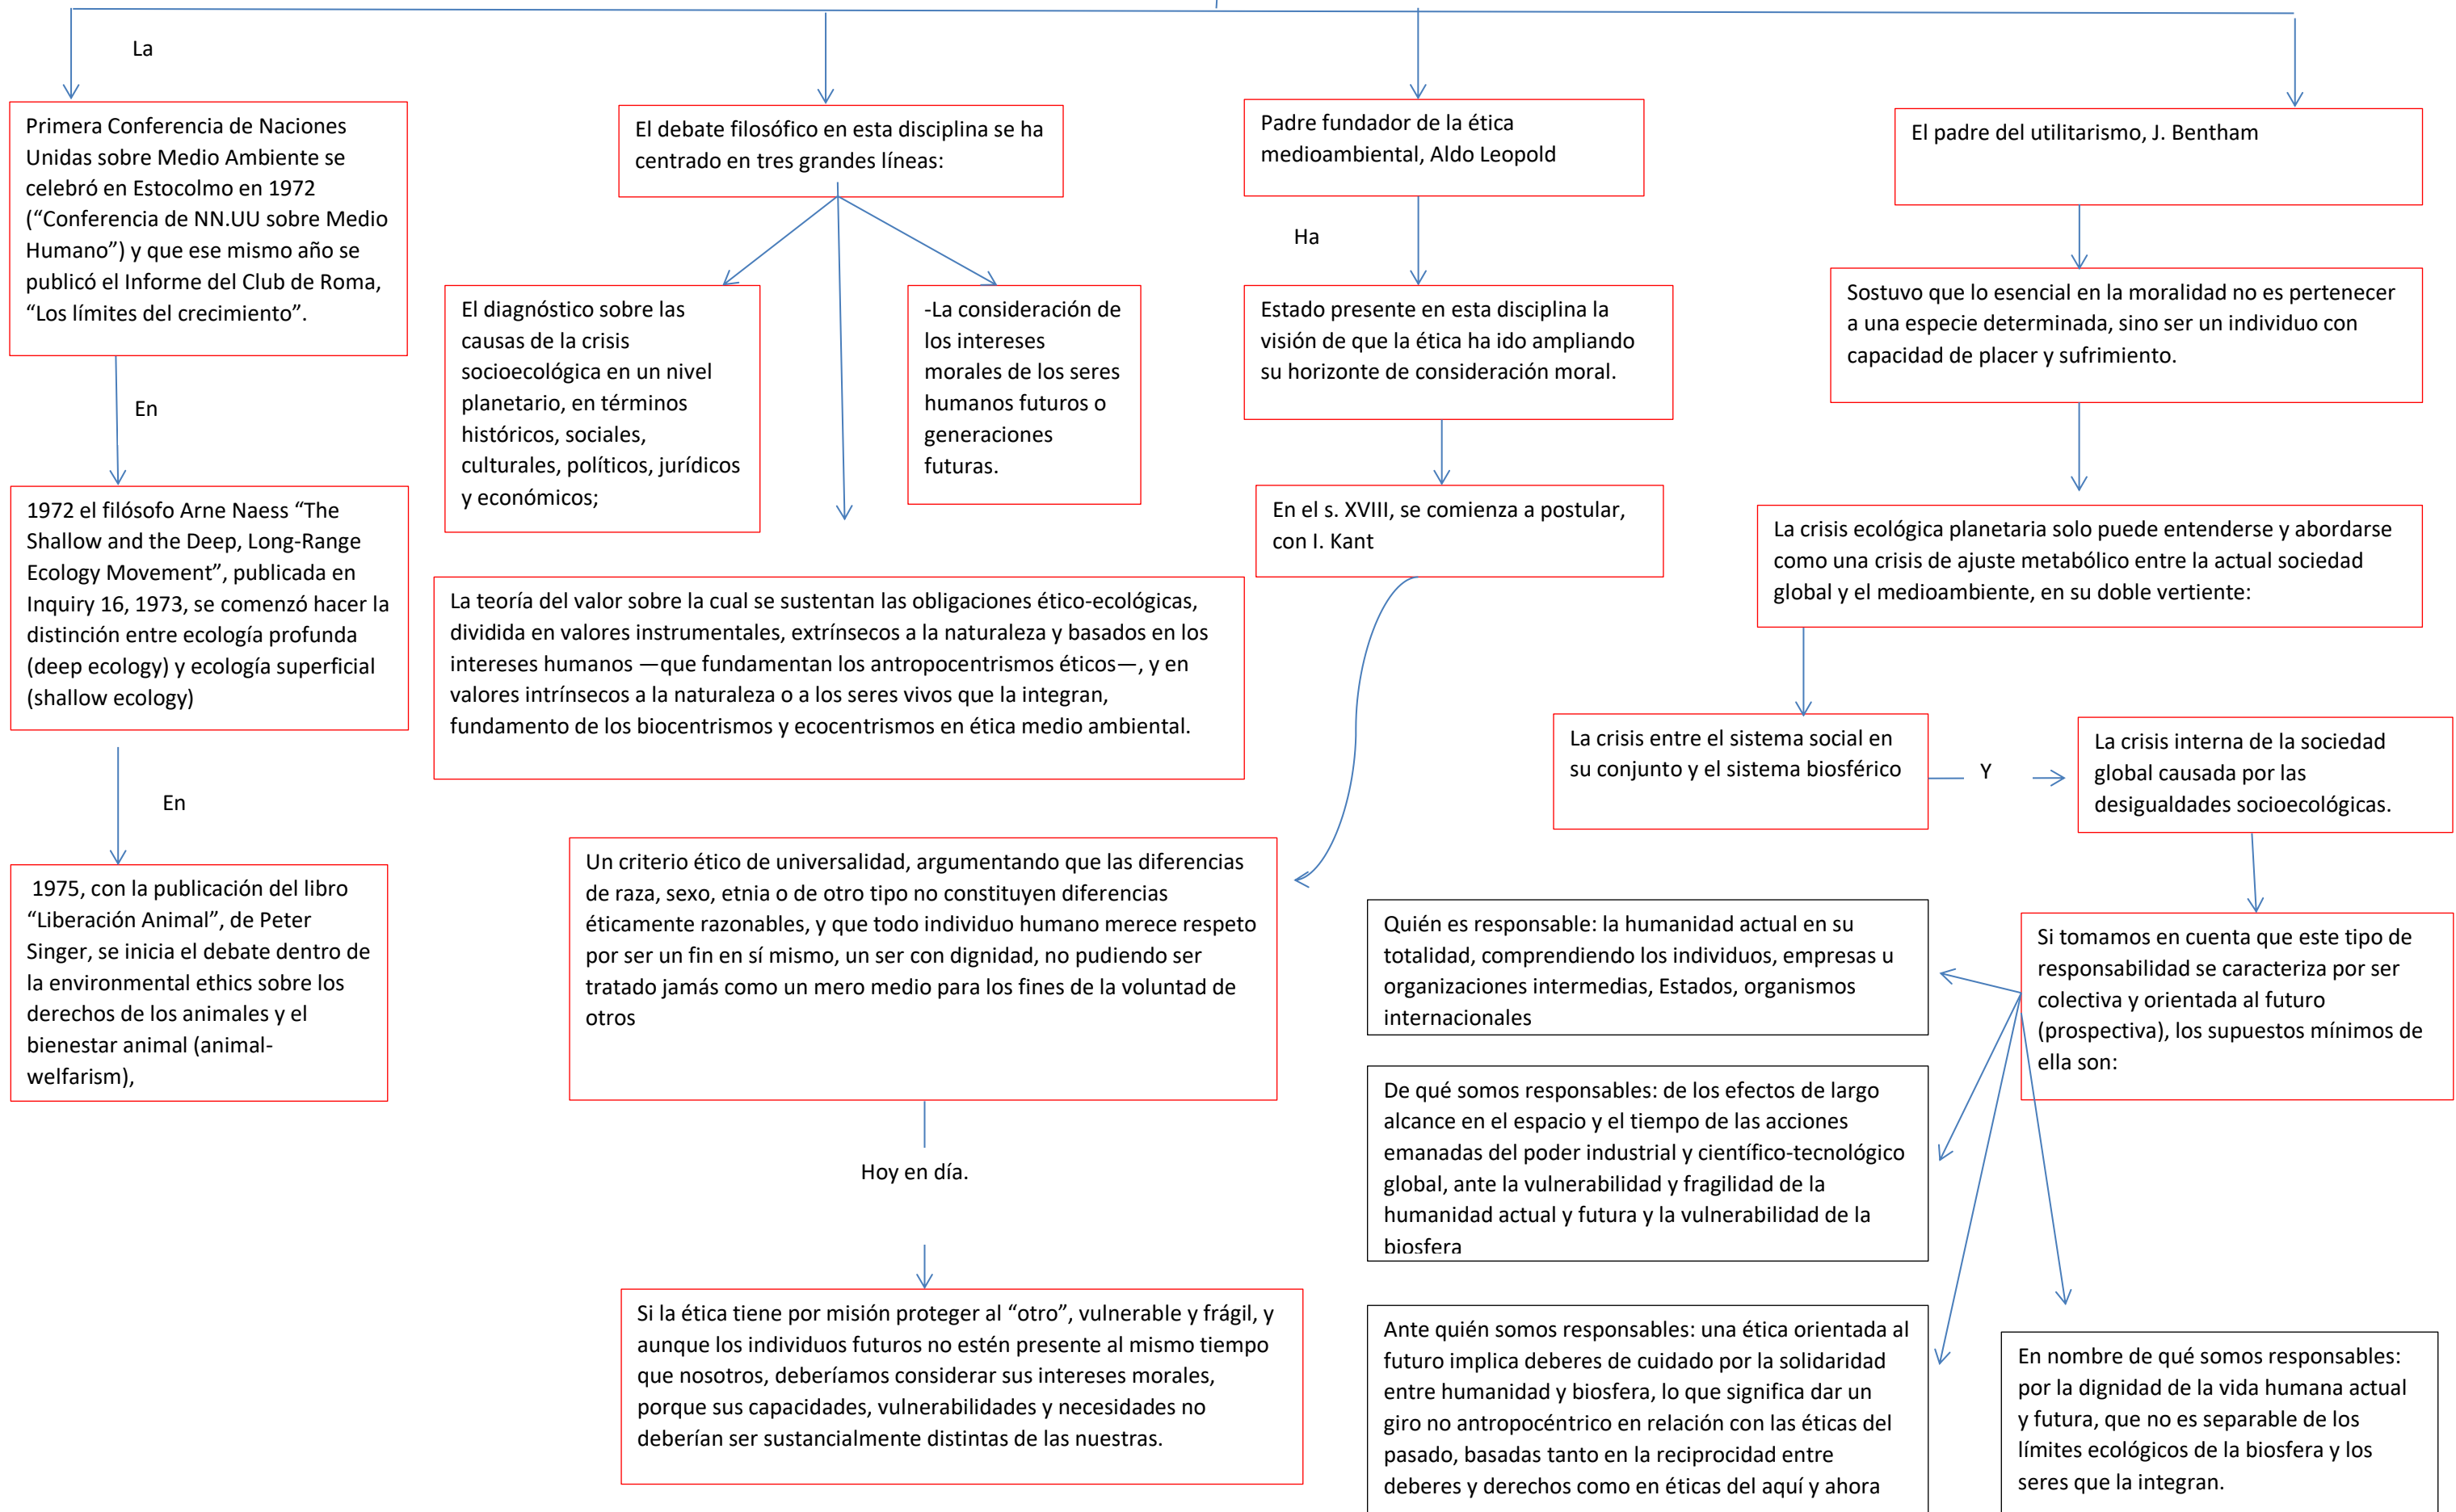 La
Primera Conferencia de Naciones
Unidas sobre Medio Ambiente se
celebró en Estocolmo en 1972
(“Conferencia de NN.UU sobre Medio
Humano”) y que ese mismo año se
publicó el Informe del Club de Roma,
“Los límites del crecimiento”.
En
1972 el filósofo Arne Naess “The
Shallow and the Deep, Long-Range
Ecology Movement”, publicada en
Inquiry 16, 1973, se comenzó hacer la
distinción entre ecología profunda
(deep ecology) y ecología superficial
(shallow ecology)
En
1975, con la publicación del libro
“Liberación Animal”, de Peter
Singer, se inicia el debate dentro de
la environmental ethics sobre los
derechos de los animales y el
bienestar animal (animal-
welfarism),
El debate filosófico en esta disciplina se ha
centrado en tres grandes líneas:
El diagnóstico sobre las
causas de la crisis
socioecológica en un nivel
planetario, en términos
históricos, sociales,
culturales, políticos, jurídicos
y económicos;
-La consideración de
los intereses
morales de los seres
humanos futuros o
generaciones
futuras.
La teoría del valor sobre la cual se sustentan las obligaciones ético-ecológicas,
dividida en valores instrumentales, extrínsecos a la naturaleza y basados en los
intereses humanos —que fundamentan los antropocentrismos éticos—, y en
valores intrínsecos a la naturaleza o a los seres vivos que la integran,
fundamento de los biocentrismos y ecocentrismos en ética medio ambiental.
Padre fundador de la ética
medioambiental, Aldo Leopold
Ha
Estado presente en esta disciplina la
visión de que la ética ha ido ampliando
su horizonte de consideración moral.
En el s. XVIII, se comienza a postular,
con I. Kant
Un criterio ético de universalidad, argumentando que las diferencias
de raza, sexo, etnia o de otro tipo no constituyen diferencias
éticamente razonables, y que todo individuo humano merece respeto
por ser un fin en sí mismo, un ser con dignidad, no pudiendo ser
tratado jamás como un mero medio para los fines de la voluntad de
otros
Hoy en día.
Si la ética tiene por misión proteger al “otro”, vulnerable y frágil, y
aunque los individuos futuros no estén presente al mismo tiempo
que nosotros, deberíamos considerar sus intereses morales,
porque sus capacidades, vulnerabilidades y necesidades no
deberían ser sustancialmente distintas de las nuestras.
El padre del utilitarismo, J. Bentham
Sostuvo que lo esencial en la moralidad no es pertenecer
a una especie determinada, sino ser un individuo con
capacidad de placer y sufrimiento.
La crisis ecológica planetaria solo puede entenderse y abordarse
como una crisis de ajuste metabólico entre la actual sociedad
global y el medioambiente, en su doble vertiente:
La crisis entre el sistema social en
su conjunto y el sistema biosférico
Y
La crisis interna de la sociedad
global causada por las
desigualdades socioecológicas.
Si tomamos en cuenta que este tipo de
responsabilidad se caracteriza por ser
colectiva y orientada al futuro
(prospectiva), los supuestos mínimos de
ella son:
Quién es responsable: la humanidad actual en su
totalidad, comprendiendo los individuos, empresas u
organizaciones intermedias, Estados, organismos
internacionales
De qué somos responsables: de los efectos de largo
alcance en el espacio y el tiempo de las acciones
emanadas del poder industrial y científico-tecnológico
global, ante la vulnerabilidad y fragilidad de la
humanidad actual y futura y la vulnerabilidad de la
biosfera
Ante quién somos responsables: una ética orientada al
futuro implica deberes de cuidado por la solidaridad
entre humanidad y biosfera, lo que significa dar un
giro no antropocéntrico en relación con las éticas del
pasado, basadas tanto en la reciprocidad entre
deberes y derechos como en éticas del aquí y ahora
En nombre de qué somos responsables:
por la dignidad de la vida humana actual
y futura, que no es separable de los
límites ecológicos de la biosfera y los
seres que la integran.